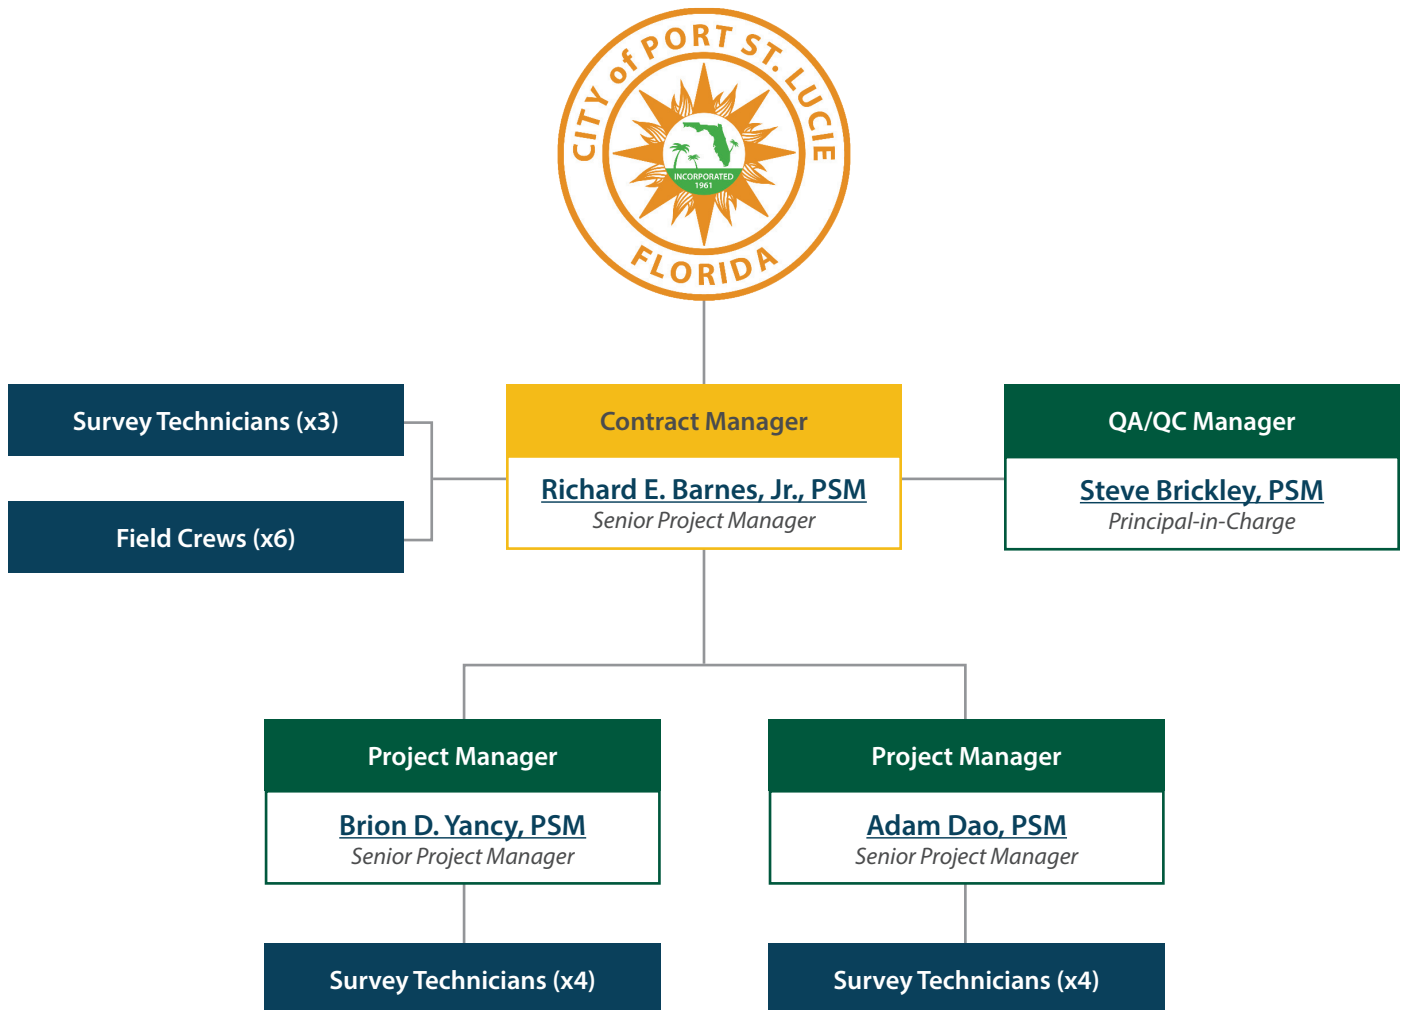 CITY of PORT ST. LUCIE
INCORPORATED
1961
FLORIDA
Survey Technicians (x3)
Field Crews (x6)
Contract Manager
Richard E. Barnes, Jr., PSM
Senior Project Manager
QA/QC Manager
Steve Brickley, PSM
Principal-in-Charge
Project Manager
Brion D. Yancy, PSM
Senior Project Manager
Survey Technicians (x4)
Project Manager
Adam Dao, PSM
Senior Project Manager
Survey Technicians (x4)